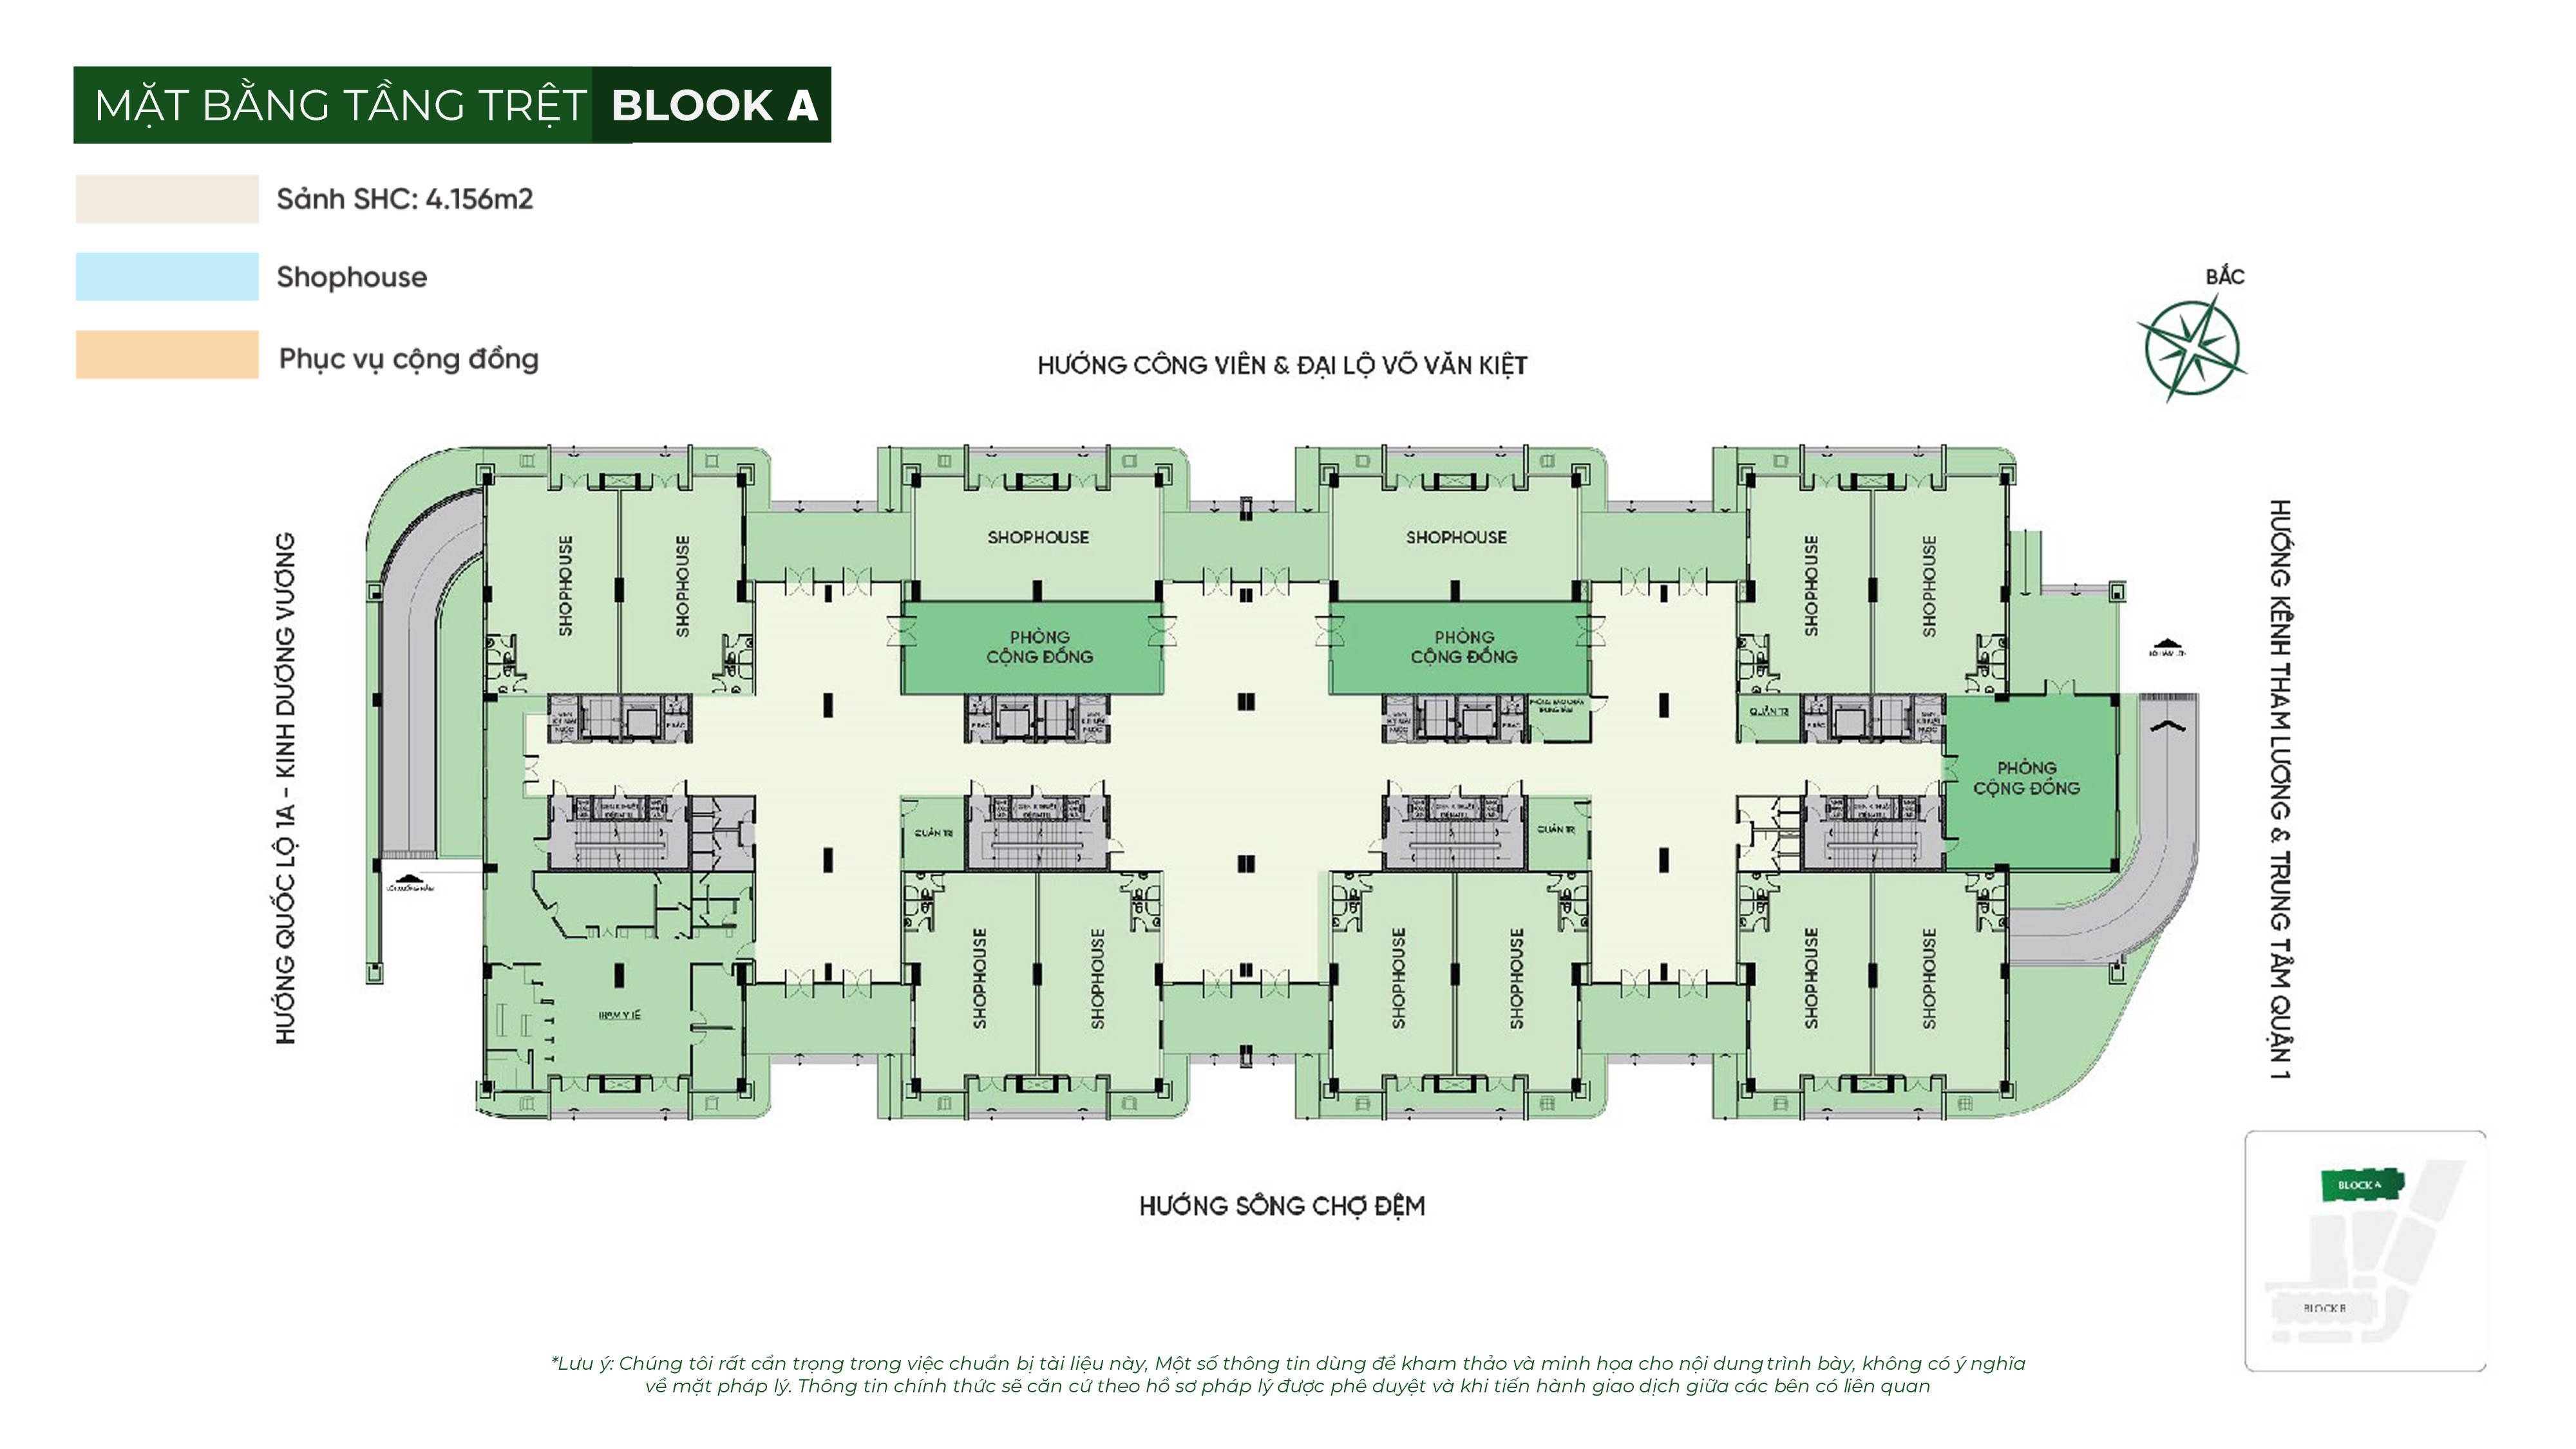 MẶT BẰNG TẦNG TRỆT BLOOK A
Sảnh SHC: 4.156m2
Shophouse
Phục vụ cộng đồng
BẮC
HƯỚNG CÔNG VIÊN & ĐẠI LỘ VÕ VĂN KIỆT
HƯỚNG QUỐC LỘ 1A - KINH DƯƠNG VƯƠNG
HƯỚNG KÊNH THAM LƯƠNG & TRUNG TÂM QUẬN 1
SHOPHOUSE
SHOPHOUSE
SHOPHOUSE
SHOPHOUSE
SHOPHOUSE
SHOPHOUSE
PHÒNG
CỘNG ĐỒNG
PHÒNG
CỘNG ĐỒNG
QUẢN TRỊ
PHÒNG
CỘNG ĐỒNG
QUẢN TRỊ
QUẢN TRỊ
SHOPHOUSE
SHOPHOUSE
SHOPHOUSE
SHOPHOUSE
SHOPHOUSE
SHOPHOUSE
TRẠM Y TẾ
HƯỚNG SÔNG CHỢ ĐỆM
BLOCK A
BLOCK B
*Lưu ý: Chúng tôi rất cẩn trọng trong việc chuẩn bị tài liệu này, Một số thông tin dùng để kham thảo và minh họa cho nội dung trình bày, không có ý nghĩa
về mặt pháp lý. Thông tin chính thức sẽ căn cứ theo hồ sơ pháp lý được phê duyệt và khi tiến hành giao dịch giữa các bên có liên quan